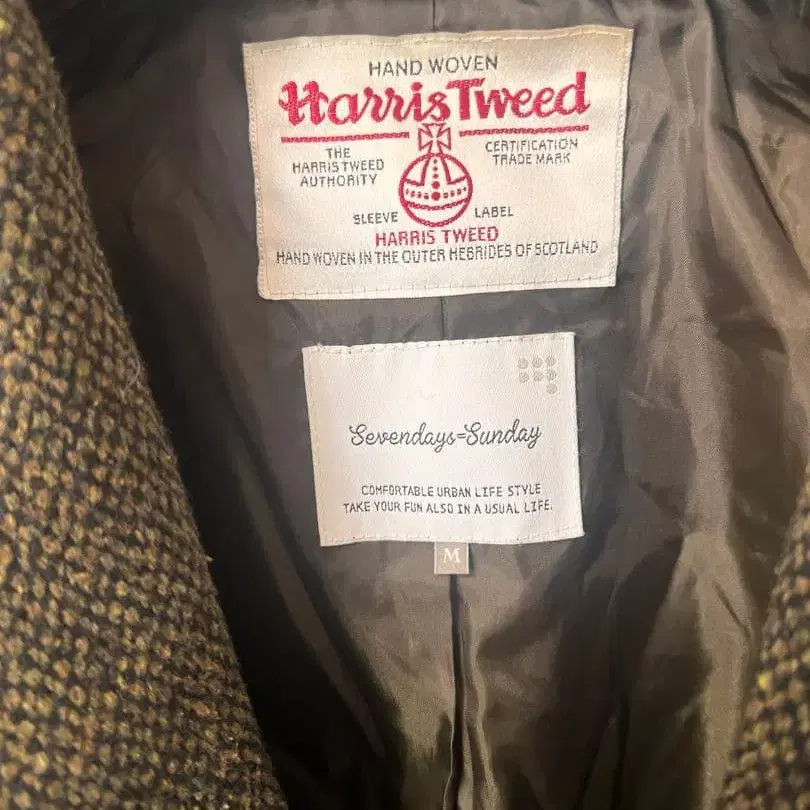 HAND WOVEN
Harris Tweed
THE
HARRIS TWEED
AUTHORITY
CERTIFICATION
TRADE MARK
SLEEVE LABEL
HARRIS TWEED
HAND WOVEN IN THE OUTER HEBRIDES OF SCOTLAND
Sevendays=Sunday
COMFORTABLE URBAN LIFE STYLE
TAKE YOUR FUN ALSO IN A USUAL LIFE.
M